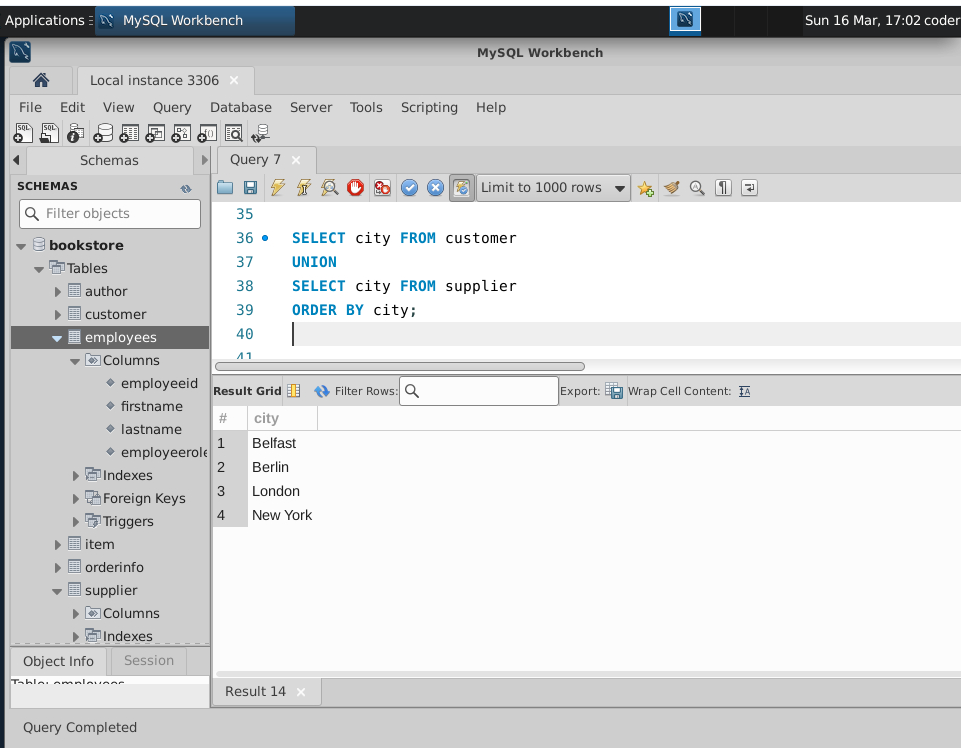 Applications MySQL Workbench Sun 16 Mar, 17:02 coder
MySQL Workbench
Local instance 3306
File Edit View Query Database Server Tools Scripting Help
Schemas
Query 7
SCHEMAS
Limit to 1000 rows
Filter objects
bookstore
Tables
author
customer
employees
Columns
employeeid
firstname
lastname
employeerole
Indexes
Foreign Keys
Triggers
item
orderinfo
supplier
Columns
Indexes
Object Info Session
Table: employees
35
36 SELECT city FROM customer
37 UNION
38 SELECT city FROM supplier
39 ORDER BY city;
40
41
Result Grid Filter Rows: Export: Wrap Cell Content:
# city
1 Belfast
2 Berlin
3 London
4 New York
Result 14
Query Completed